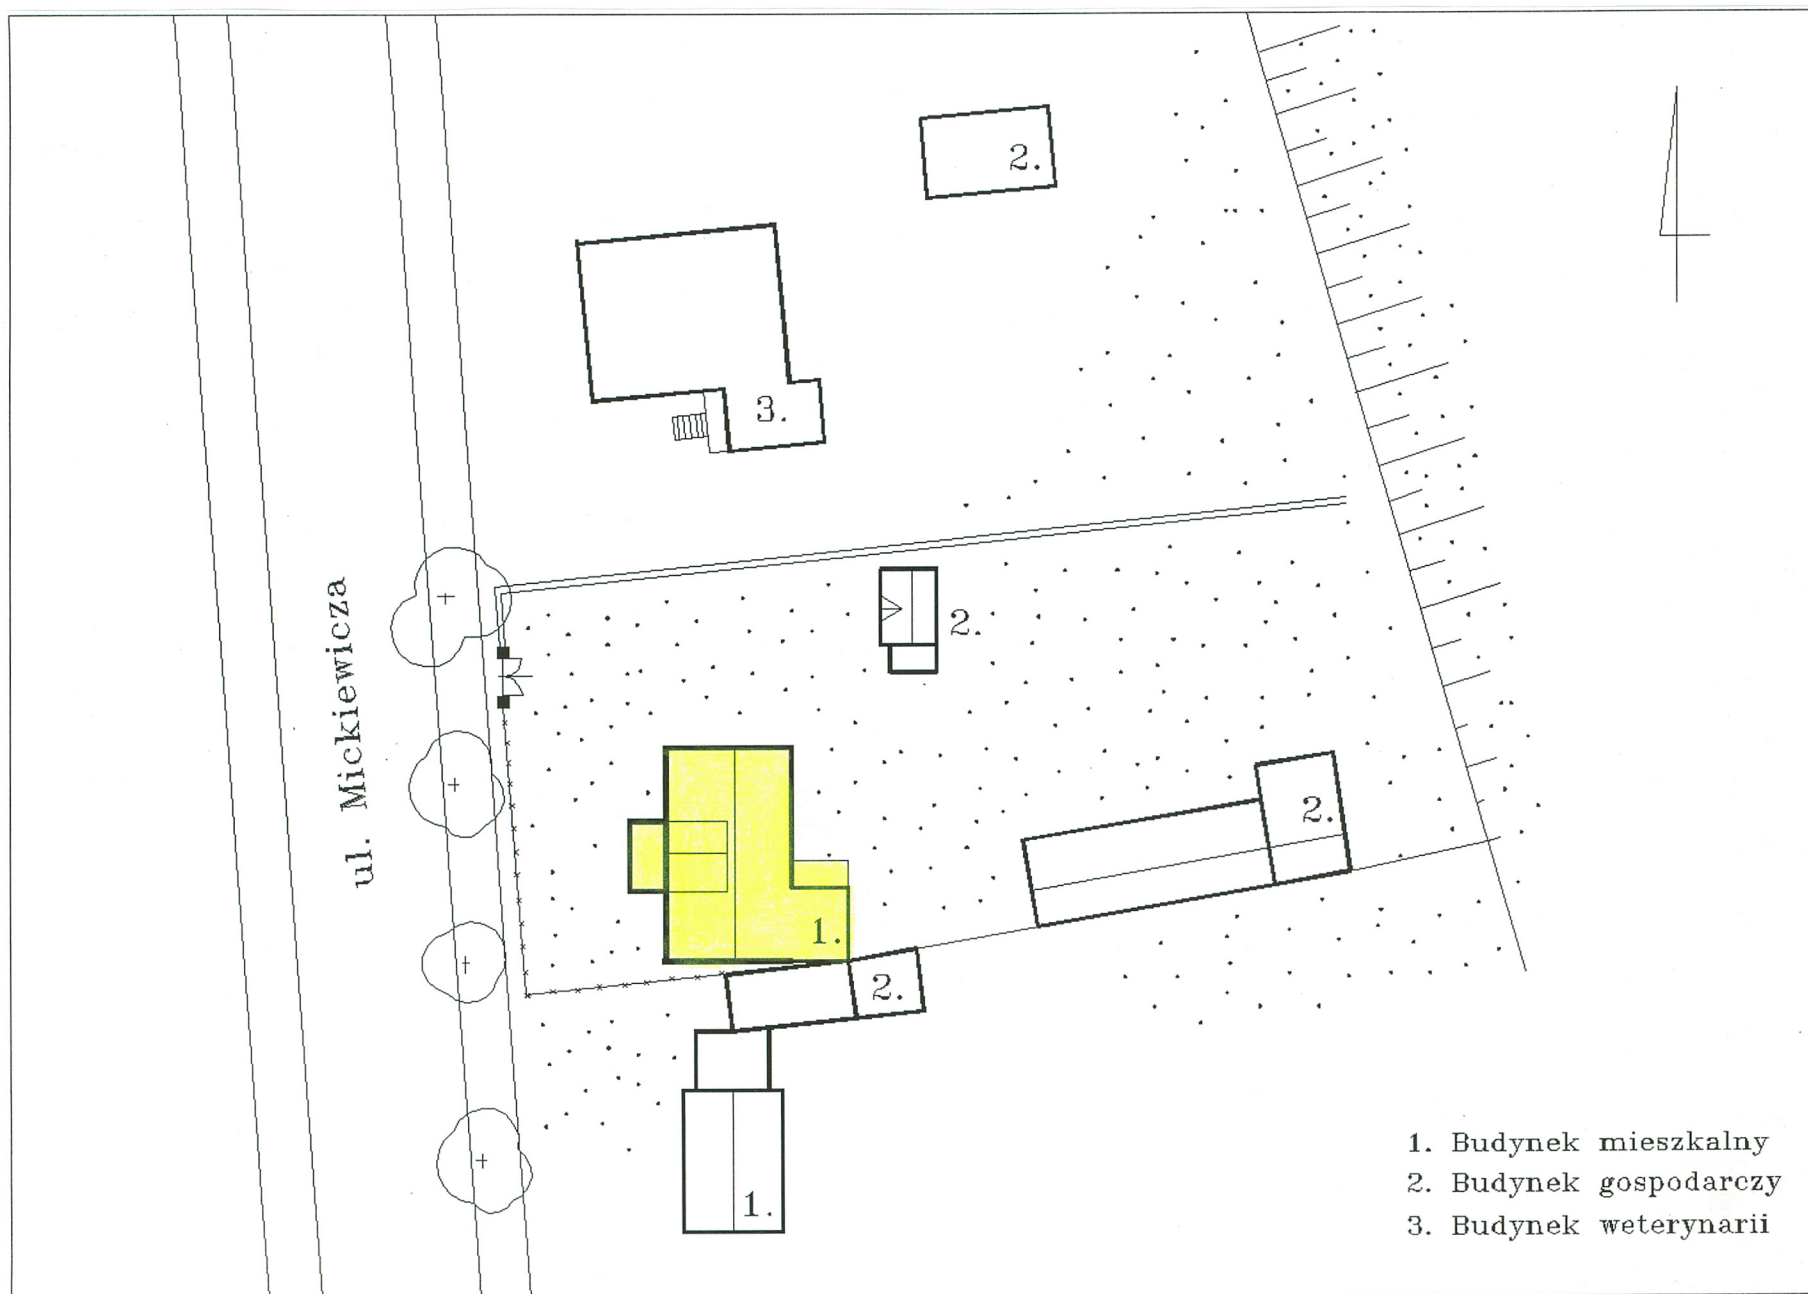 2.
3.
2.
ul. Mickiewicza
2.
1.
2.
1.
1. Budynek mieszkalny
2. Budynek gospodarczy
3. Budynek weterynarii